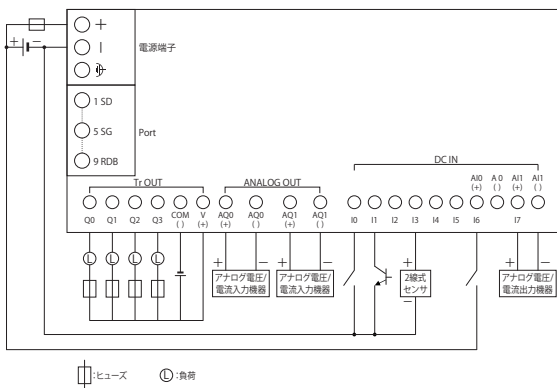 +
+ −
−
電源端子
1 SD
5 SG
Port
9 RDB
Tr OUT
ANALOG OUT
DC IN
AI0 (+)
A 0 ( )
AI1 (+)
AI1 ( )
Q0
Q1
Q2
Q3
COM ( )
V (+)
AQ0 (+)
AQ0 ( )
AQ1 (+)
AQ1 ( )
I0
I1
I2
I3
I4
I5
I6
I7
L
L
L
L
+ −
+ −
+
+ −
アナログ電圧/
電流入力機器
アナログ電圧/
電流入力機器
2線式
センサ
−
アナログ電圧/
電流出力機器
:ヒューズ
L :負荷